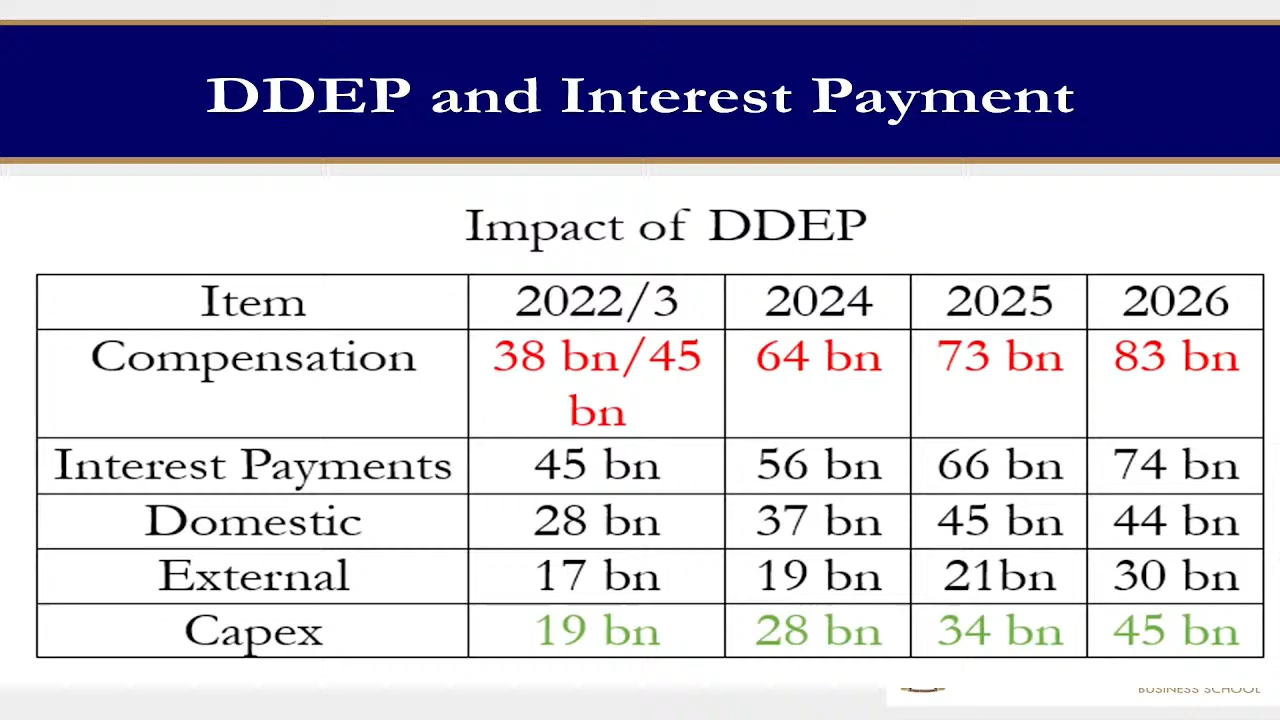 DDEP and Interest Payment
Impact of DDEP
Item 2022/3 2024 2025 2026
Compensation 38 bn/45 bn 64 bn 73 bn 83 bn
Interest Payments 45 bn 56 bn 66 bn 74 bn
Domestic 28 bn 37 bn 45 bn 44 bn
External 17 bn 19 bn 21bn 30 bn
Capex 19 bn 28 bn 34 bn 45 bn
BUSINESS SCHOOL